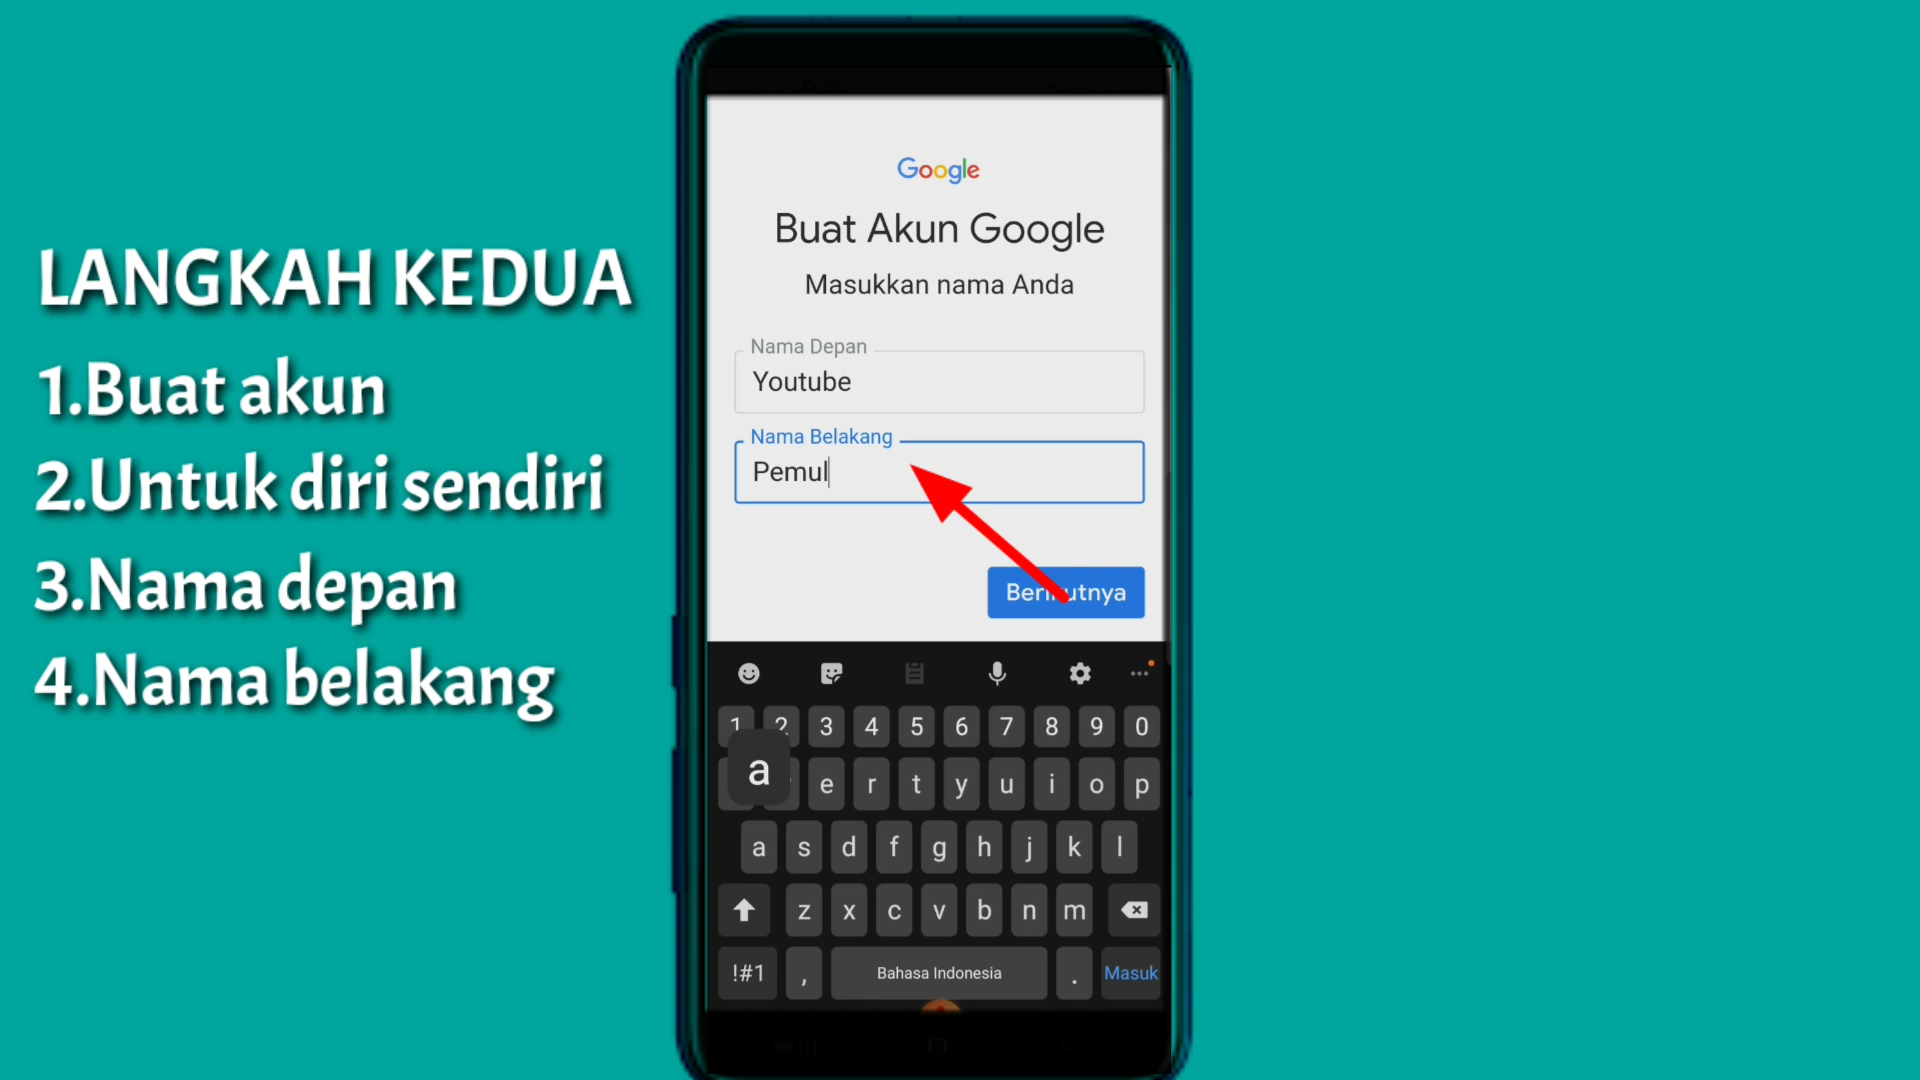 LANGKAH KEDUA
1.Buat akun
2.Untuk diri sendiri
3.Nama depan
4.Nama belakang
Google
Buat Akun Google
Masukkan nama Anda
Nama Depan
Youtube
Nama Belakang
Pemul
1 2 3 4 5 6 7 8 9 0
a
e r t y u i o p
a s d f g h j k l
z x c v b n m
!#1 , Bahasa Indonesia . Masuk